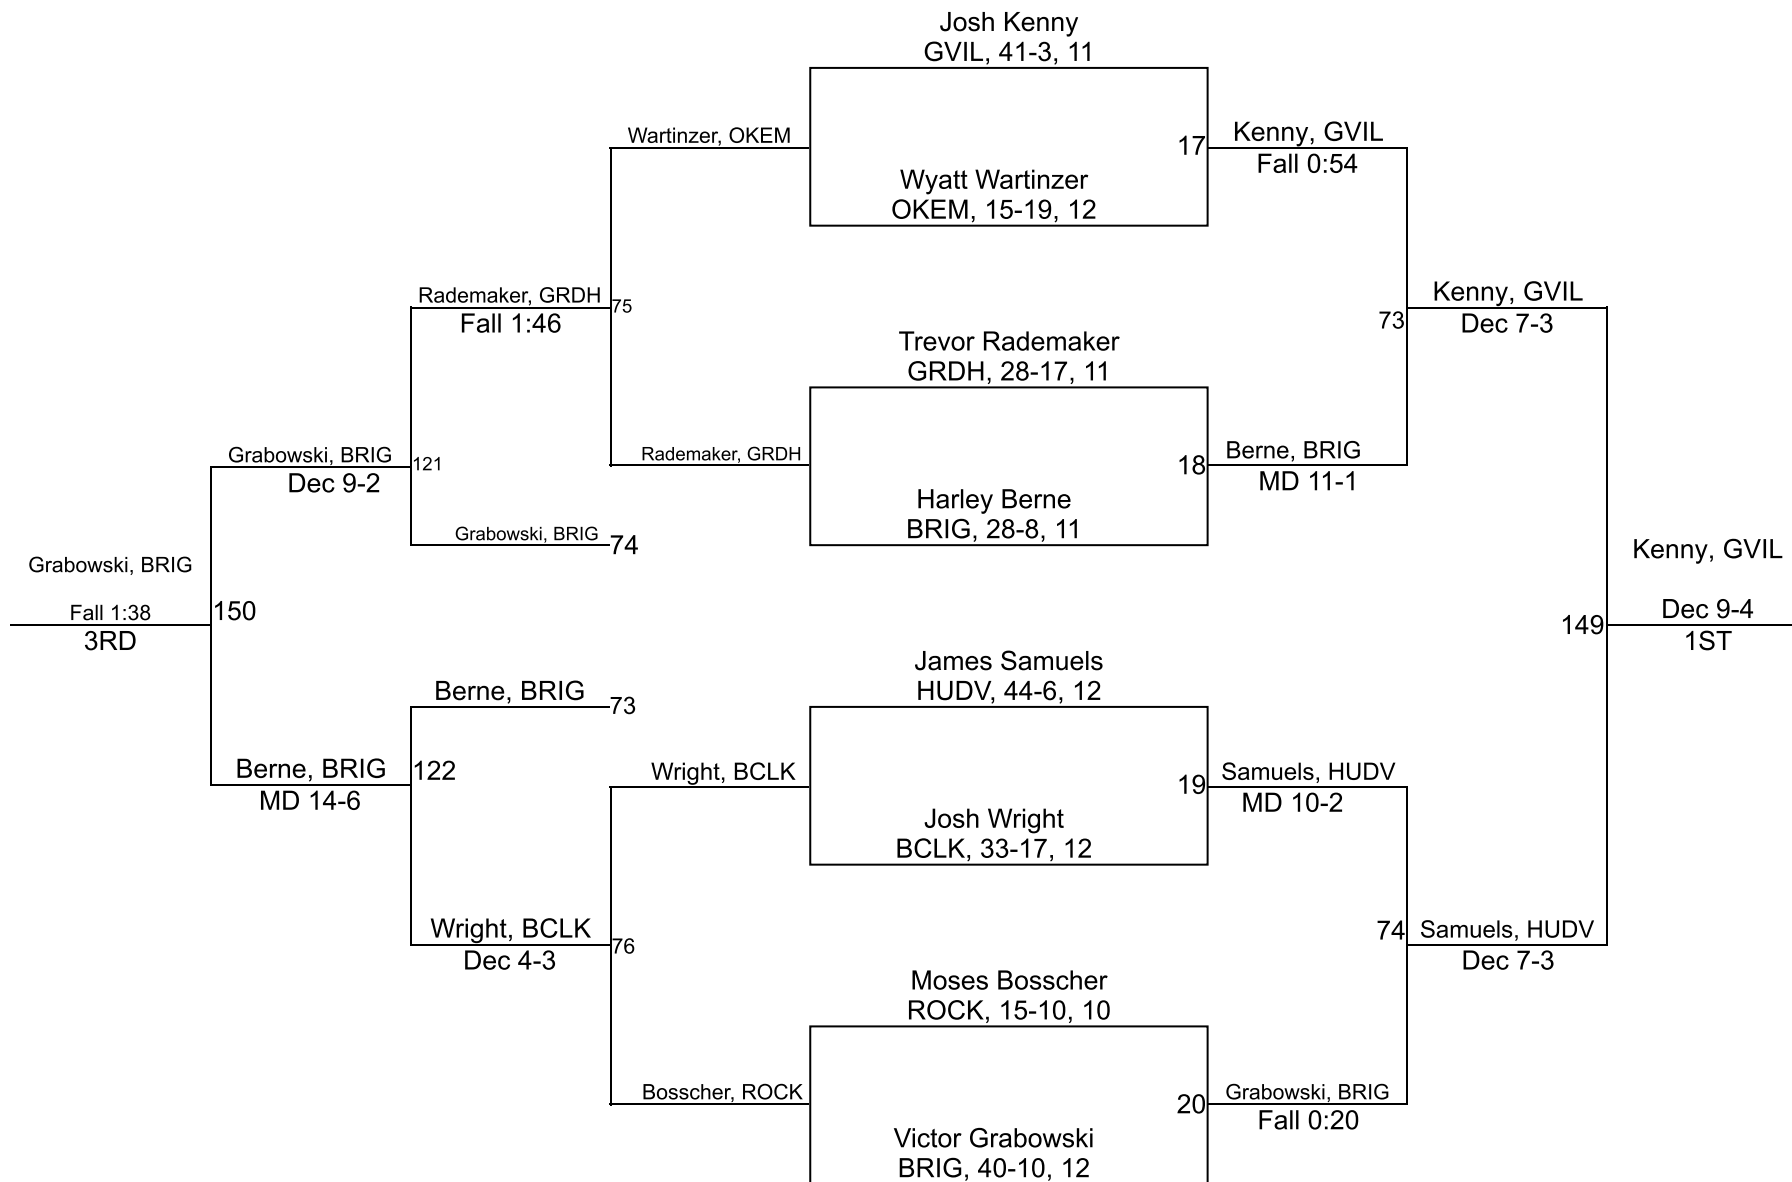 Josh Kenny
GVIL, 41-3, 11
Wartinzer, OKEM
17
Kenny, GVIL
Fall 0:54
Wyatt Wartinzer
OKEM, 15-19, 12
Rademaker, GRDH
Fall 1:46
75
Kenny, GVIL
Dec 7-3
73
Trevor Rademaker
GRDH, 28-17, 11
Grabowski, BRIG
Dec 9-2
121
Rademaker, GRDH
18
Berne, BRIG
MD 11-1
Harley Berne
BRIG, 28-8, 11
Grabowski, BRIG
74
Grabowski, BRIG
Fall 1:38
3RD
150
Kenny, GVIL
149
Dec 9-4
1ST
James Samuels
HUDV, 44-6, 12
Berne, BRIG
73
Berne, BRIG
MD 14-6
122
Wright, BCLK
19
Samuels, HUDV
MD 10-2
Josh Wright
BCLK, 33-17, 12
Wright, BCLK
Dec 4-3
76
74
Samuels, HUDV
Dec 7-3
Moses Bosscher
ROCK, 15-10, 10
Bosscher, ROCK
20
Grabowski, BRIG
Fall 0:20
Victor Grabowski
BRIG, 40-10, 12